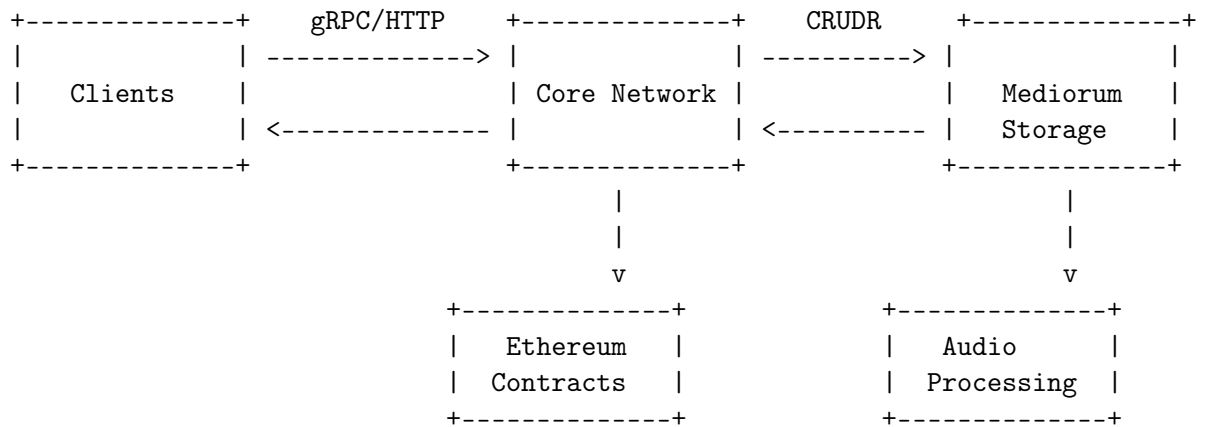 +--------------+    gRPC/HTTP    +--------------+    CRUDR     +--------------+
|              | --------------> |              | ----------> |              |
|   Clients    |                 | Core Network |             |   Mediorum   |
|              | <-------------- |              | <---------- |   Storage    |
+--------------+                 +--------------+             +--------------+
                                        |                             |
                                        |                             |
                                        v                             v
                             +--------------+             +--------------+
                             |   Ethereum   |             |   Audio      |
                             |  Contracts   |             |  Processing  |
                             +--------------+             +--------------+